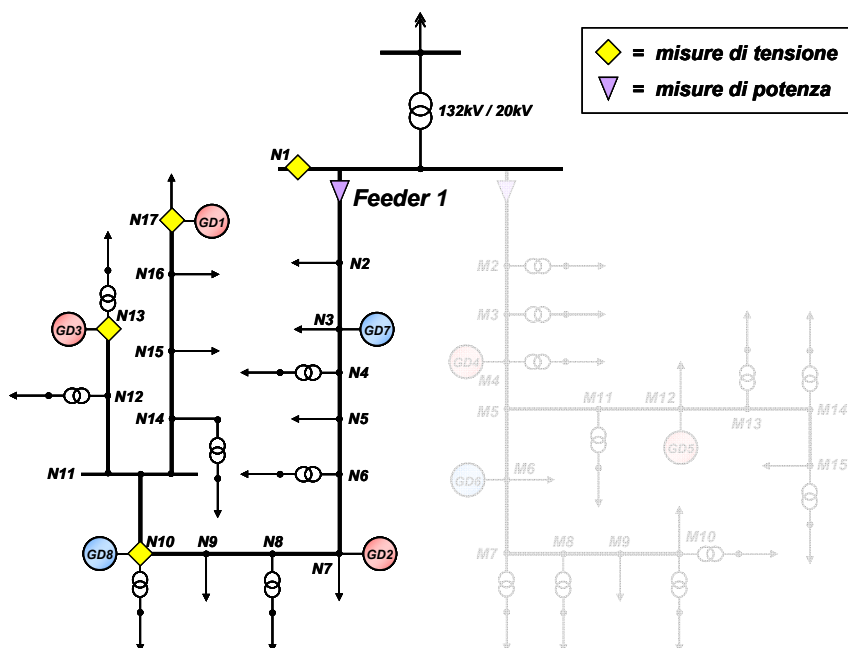 = misure di tensione
= misure di potenza
132kV / 20kV
N1
Feeder 1
N17
GD1
N16
N2
N13
GD3
N3
GD7
N15
N4
N12
N14
N5
N11
N6
GD8
N10
N9
N8
N7
GD2
M2
M3
GD4
M4
M5
M11
M12
M13
M14
GD5
M15
GD6
M6
M7
M8
M9
M10